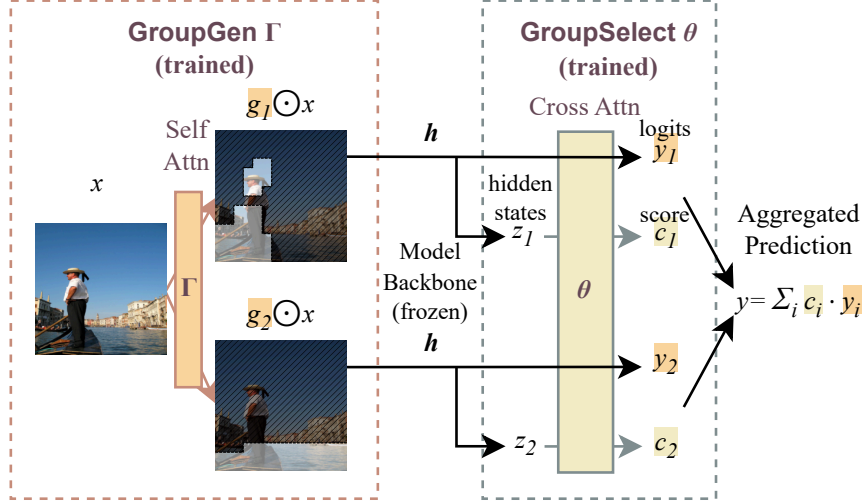 GroupGen Γ
(trained)
GroupSelect θ
(trained)
g1⊙x
Self
Attn
Cross Attn
h
logits
y1
x
hidden
states
z1
score
c1
Aggregated
Prediction
Γ
Model
Backbone
(frozen)
θ
y = Σi ci · yi
g2⊙x
h
y2
z2
c2